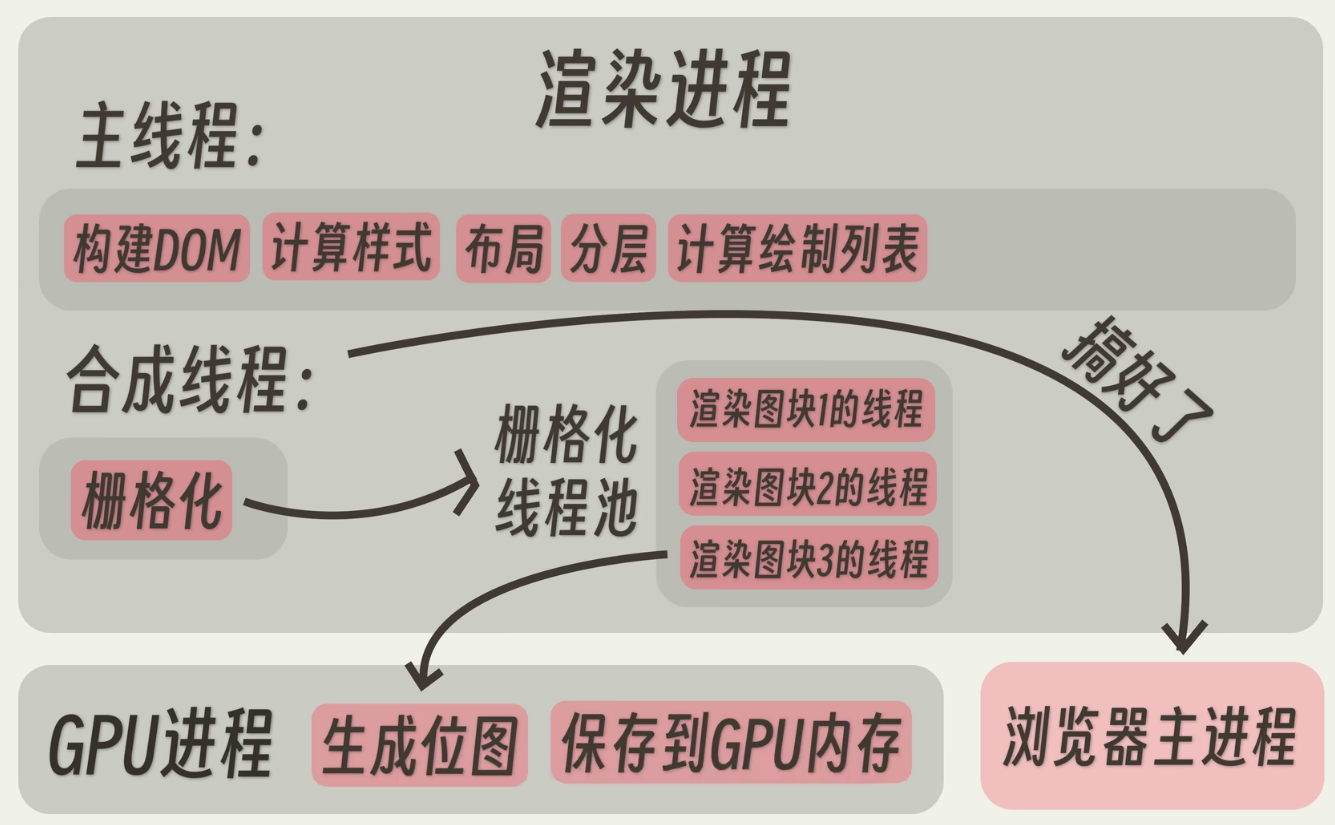 渲染进程
主线程：
构建DOM 计算样式 布局 分层 计算绘制列表
搞好了
合成线程：
栅格化
栅格化
线程池
渲染图块1的线程
渲染图块2的线程
渲染图块3的线程
GPU进程 生成位图 保存到GPU内存
浏览器主进程